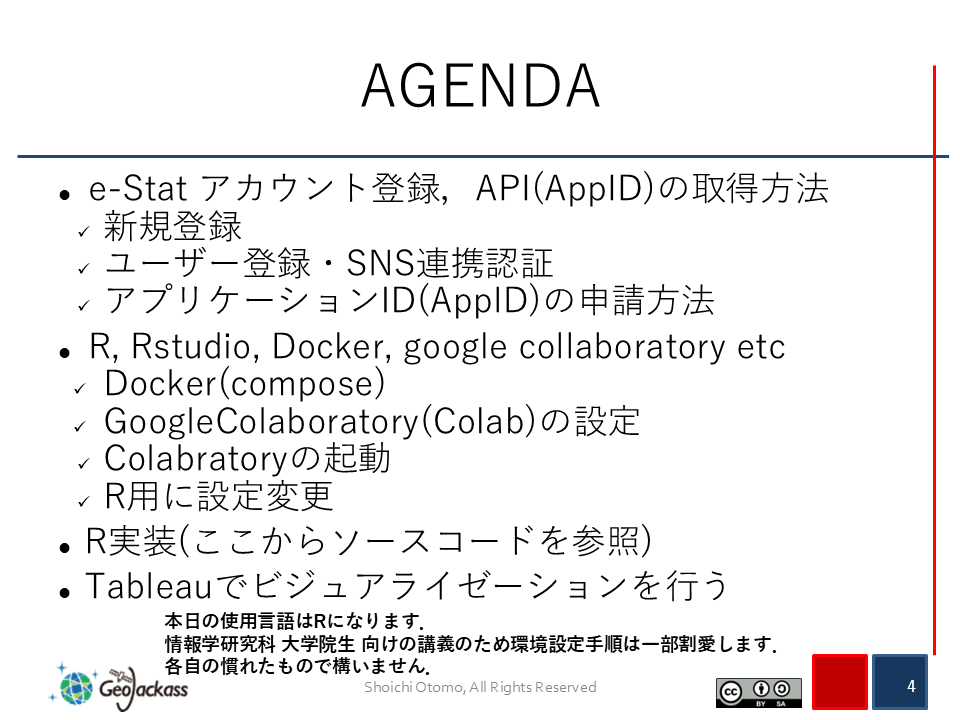 AGENDA
● e-Stat アカウント登録，API(AppID)の取得方法
✓ 新規登録
✓ ユーザー登録・SNS連携認証
✓ アプリケーションID(AppID)の申請方法
● R, Rstudio, Docker, google collaboratory etc
✓ Docker(compose)
✓ GoogleColaboratory(Colab)の設定
✓ Colabratoryの起動
✓ R用に設定変更
● R実装(ここからソースコードを参照)
● Tableauでビジュアライゼーションを行う
本日の使用言語はRになります．
情報学研究科 大学院生 向けの講義のため環境設定手順は一部割愛します．
各自の慣れたもので構いません．
GeoJackass
Shoichi Otomo, All Rights Reserved
cc
BY SA
4